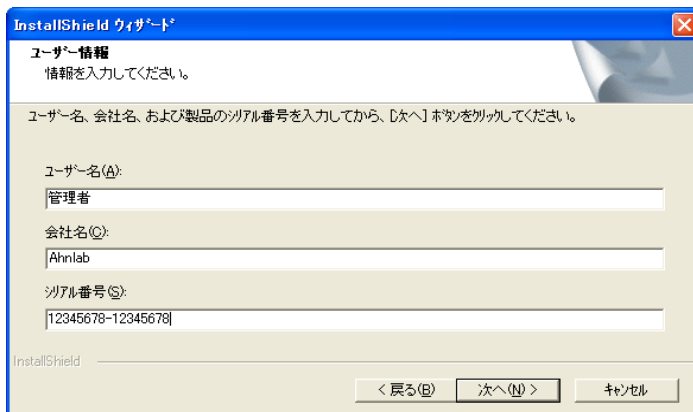 InstallShield ウィザード
ユーザー情報
情報を入力してください。
ユーザー名、会社名、および製品のシリアル番号を入力してから、[次へ] ボタンをクリックしてください。
ユーザー名(A):
管理者
会社名(C):
Ahnlab
シリアル番号(S):
12345678-12345678
InstallShield
< 戻る(B)
次へ(N) >
キャンセル